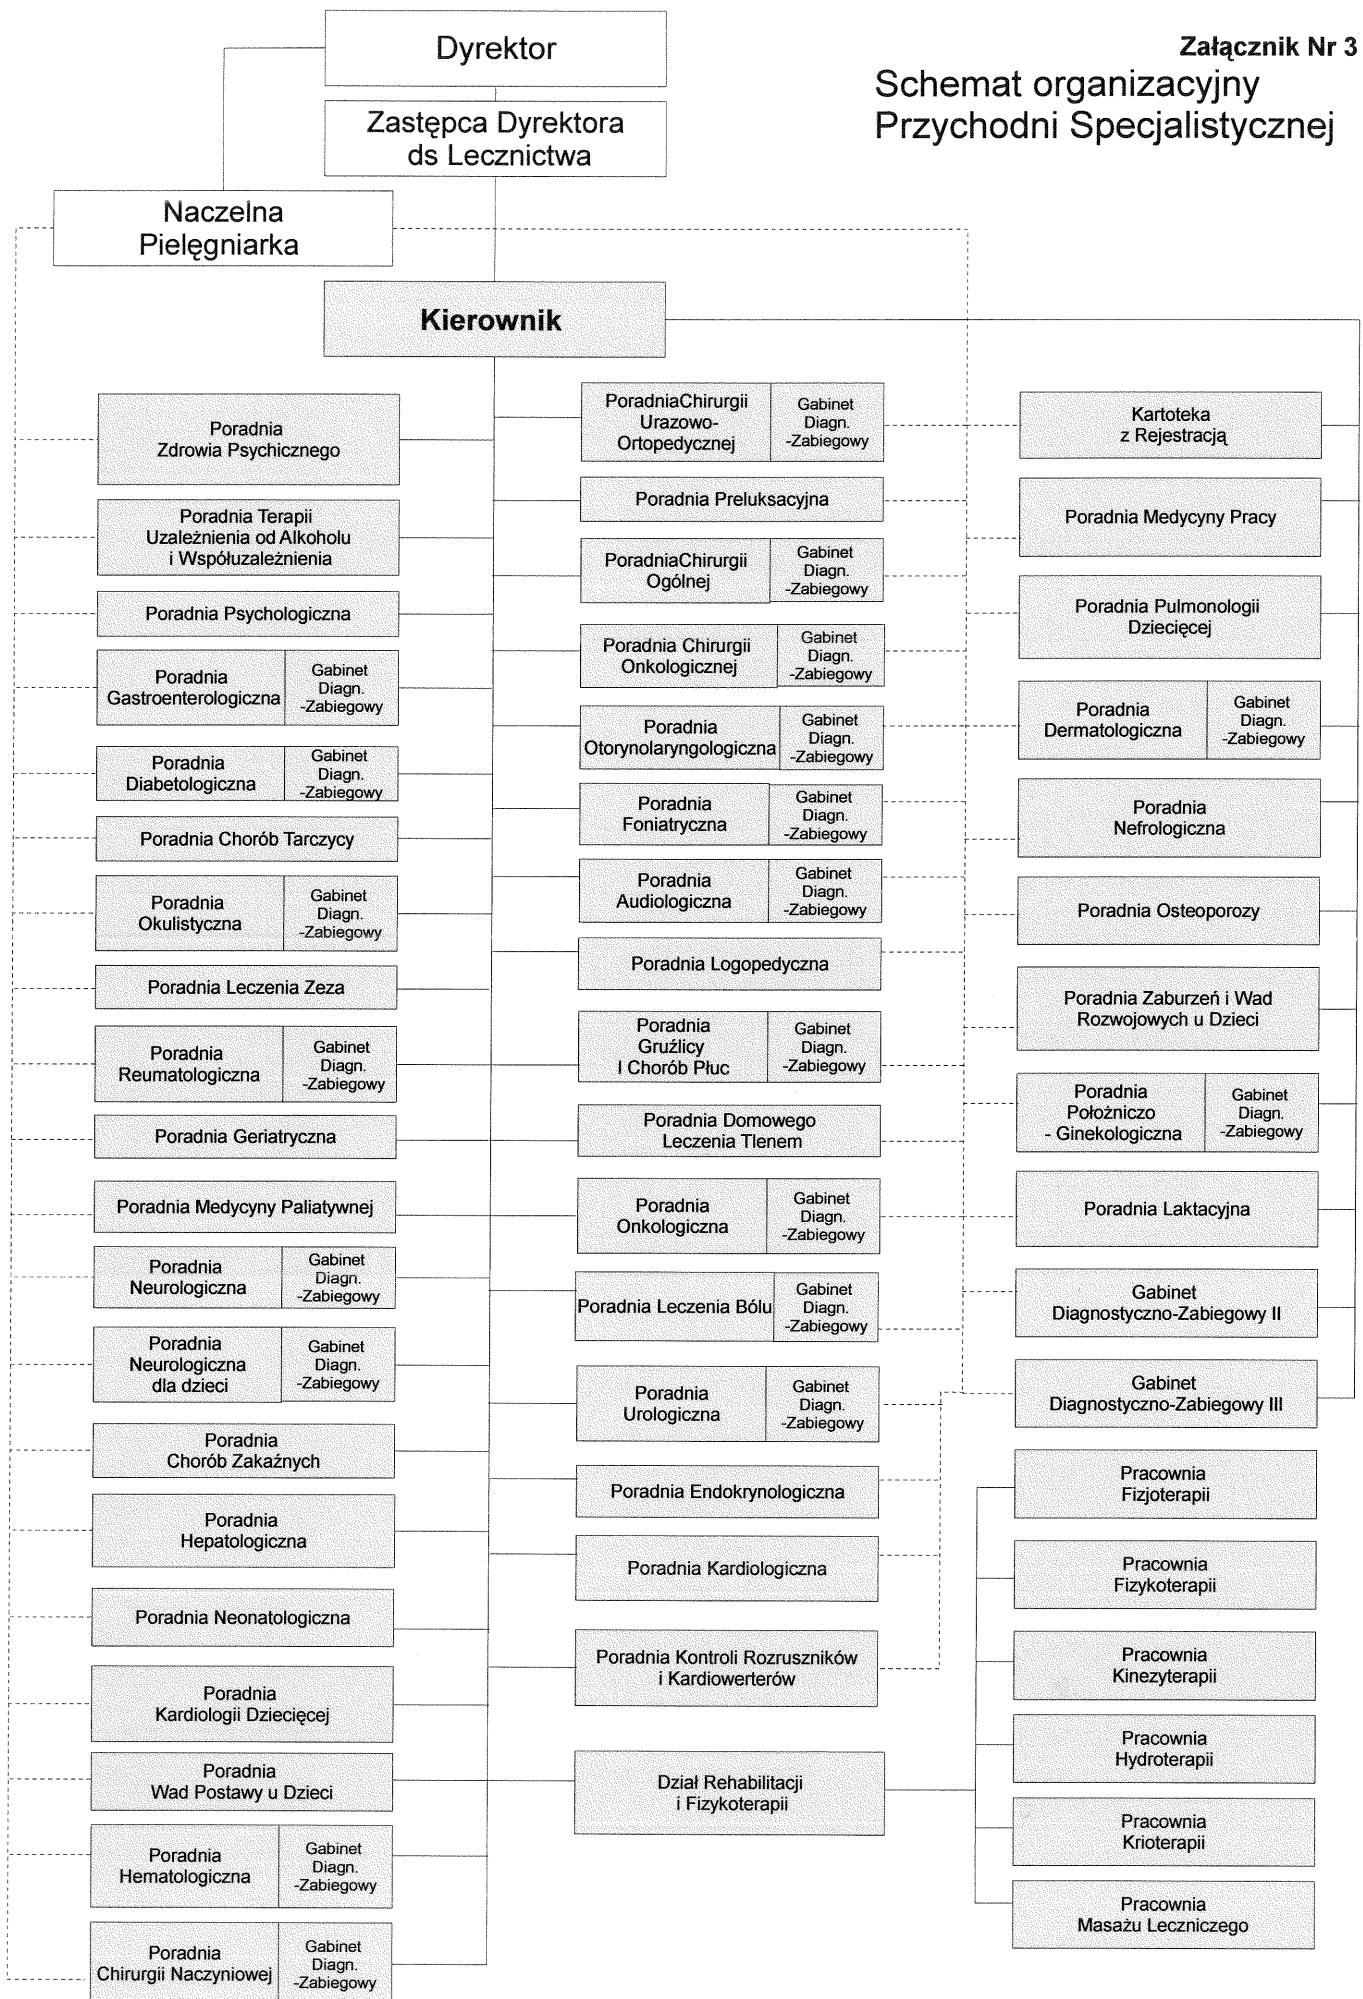 Załącznik Nr 3
Schemat organizacyjny
Przychodni Specjalistycznej
Dyrektor
Zastępca Dyrektora
ds Lecznictwa
Naczelna
Pielęgniarka
Kierownik
Poradnia
Zdrowia Psychicznego
Poradnia Terapii
Uzależnienia od Alkoholu
i Współuzależnienia
Poradnia Psychologiczna
Poradnia
Gastroenterologiczna
Gabinet
Diagn.
-Zabiegowy
Poradnia
Diabetologiczna
Gabinet
Diagn.
-Zabiegowy
Poradnia Chorób Tarczycy
Poradnia
Okulistyczna
Gabinet
Diagn.
-Zabiegowy
Poradnia Leczenia Zeza
Poradnia
Reumatologiczna
Gabinet
Diagn.
-Zabiegowy
Poradnia Geriatryczna
Poradnia Medycyny Paliatywnej
Poradnia
Neurologiczna
Gabinet
Diagn.
-Zabiegowy
Poradnia
Neurologiczna
dla dzieci
Gabinet
Diagn.
-Zabiegowy
Poradnia
Chorób Zakaźnych
Poradnia
Hepatologiczna
Poradnia Neonatologiczna
Poradnia
Kardiologii Dziecięcej
Poradnia
Wad Postawy u Dzieci
Poradnia
Hematologiczna
Gabinet
Diagn.
-Zabiegowy
Poradnia
Chirurgii Naczyniowej
Gabinet
Diagn.
-Zabiegowy
PoradniaChirurgii
Urazowo-
Ortopedycznej
Gabinet
Diagn.
-Zabiegowy
Poradnia Preluksacyjna
PoradniaChirurgii
Ogólnej
Gabinet
Diagn.
-Zabiegowy
Poradnia Chirurgii
Onkologicznej
Gabinet
Diagn.
-Zabiegowy
Poradnia
Otorynolaryngologiczna
Gabinet
Diagn.
-Zabiegowy
Poradnia
Foniatryczna
Gabinet
Diagn.
-Zabiegowy
Poradnia
Audiologiczna
Gabinet
Diagn.
-Zabiegowy
Poradnia Logopedyczna
Poradnia
Gruźlicy
I Chorób Płuc
Gabinet
Diagn.
-Zabiegowy
Poradnia Domowego
Leczenia Tlenem
Poradnia
Onkologiczna
Gabinet
Diagn.
-Zabiegowy
Poradnia Leczenia Bólu
Gabinet
Diagn.
-Zabiegowy
Poradnia
Urologiczna
Gabinet
Diagn.
-Zabiegowy
Poradnia Endokrynologiczna
Poradnia Kardiologiczna
Poradnia Kontroli Rozruszników
i Kardiowerterów
Dział Rehabilitacji
i Fizykoterapii
Kartoteka
z Rejestracją
Poradnia Medycyny Pracy
Poradnia Pulmonologii
Dziecięcej
Poradnia
Dermatologiczna
Gabinet
Diagn.
-Zabiegowy
Poradnia
Nefrologiczna
Poradnia Osteoporozy
Poradnia Zaburzeń i Wad
Rozwojowych u Dzieci
Poradnia
Położniczo
- Ginekologiczna
Gabinet
Diagn.
-Zabiegowy
Poradnia Laktacyjna
Gabinet
Diagnostyczno-Zabiegowy II
Gabinet
Diagnostyczno-Zabiegowy III
Pracownia
Fizjoterapii
Pracownia
Fizykoterapii
Pracownia
Kinezyterapii
Pracownia
Hydroterapii
Pracownia
Krioterapii
Pracownia
Masażu Leczniczego